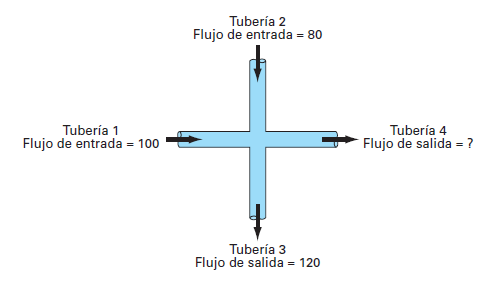 Tubería 2
Flujo de entrada = 80
Tubería 1
Flujo de entrada = 100
Tubería 4
Flujo de salida = ?
Tubería 3
Flujo de salida = 120